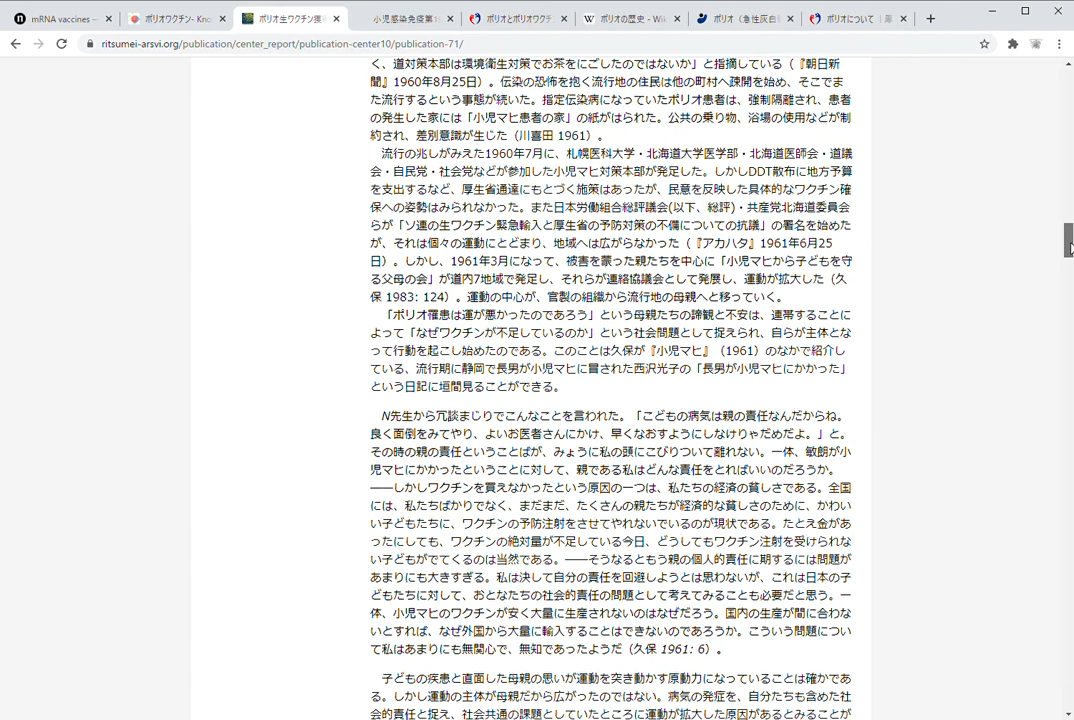 mRNA vaccines —
ポリオワクチン- Kno
ポリオ生ワクチン獲
小児感染免疫第1
ポリオとポリオワクチ
ポリオの歴史 - Wik
ポリオ（急性灰白
ポリオについて｜厚
ritsumei-arsvi.org/publication/center_report/publication-center10/publication-71/
く、道対策本部は環境衛生対策でお茶をにごしたのではないか」と指摘している（『朝日新
聞』1960年8月25日）。伝染の恐怖を抱く流行地の住民は他の町村へ疎開を始め、そこでま
た流行するという事態が続いた。指定伝染病になっていたポリオ患者は、強制隔離され、患者
の発生した家には「小児マヒ患者の家」の紙がはられた。公共の乗り物、浴場の使用などが制
約され、差別意識が生じた（川喜田 1961）。
流行の兆しがみえた1960年7月に、札幌医科大学・北海道大学医学部・北海道医師会・道議
会・自民党・社会党などが参加した小児マヒ対策本部が発足した。しかしDDT散布に地方予算
を支出するなど、厚生省通達にもとづく施策はあったが、民意を反映した具体的なワクチン確
保への姿勢はみられなかった。また日本労働組合総評議会(以下、総評)・共産党北海道委員会
らが「ソ連の生ワクチン緊急輸入と厚生省の予防対策の不備についての抗議」の署名を始めた
が、それは個々の運動にとどまり、地域へは広がらなかった（『アカハタ』1961年6月25
日）。しかし、1961年3月になって、被害を蒙った親たちを中心に「小児マヒから子どもを守
る父母の会」が道内7地域で発足し、それらが連絡協議会として発展し、運動が拡大した（久
保 1983: 124）。運動の中心が、官製の組織から流行地の母親へと移っていく。
「ポリオ罹患は運が悪かったのであろう」という母親たちの諦観と不安は、連帯することに
よって「なぜワクチンが不足しているのか」という社会問題として捉えられ、自らが主体とな
って行動を起こし始めたのである。このことは久保が『小児マヒ』（1961）のなかで紹介し
ている、流行期に静岡で長男が小児マヒに冒された西沢光子の「長男が小児マヒにかかった」
という日記に垣間見ることができる。
N先生から冗談まじりでこんなことを言われた。「こどもの病気は親の責任なんだからね。
良く面倒をみてやり、よいお医者さんにかけ、早くなおすようにしなけりゃだめだよ。」と。
その時の親の責任ということばが、みょうに私の頭にこびりついて離れない。一体、敏朗が小
児マヒにかかったということに対して、親である私はどんな責任をとればいいのだろうか。
――しかしワクチンを買えなかったという原因の一つは、私たちの経済の貧しさである。全国
には、私たちばかりでなく、まだまだ、たくさんの親たちが経済的な貧しさのために、かわい
い子どもたちに、ワクチンの予防注射をさせてやれないでいるのが現状である。たとえ金があ
ったにしても、ワクチンの絶対量が不足している今日、どうしてもワクチン注射を受けられな
い子どもがでてくるのは当然である。――そうなるともう親の個人的責任に期するには問題が
あまりにも大きすぎる。私は決して自分の責任を回避しようとは思わないが、これは日本の子
どもたちに対して、おとなたちの社会的責任の問題として考えてみることも必要だと思う。一
体、小児マヒのワクチンが安く大量に生産されないのはなぜだろう。国内の生産が間に合わな
いとすれば、なぜ外国から大量に輸入することはできないのであろうか。こういう問題につい
て私はあまりにも無関心で、無知であったようだ（久保 1961: 6）。
子どもの疾患と直面した母親の思いが運動を突き動かす原動力になっていることは確かであ
る。しかし運動の主体が母親だから広がったのではない。病気の発症を、自分たちも含めた社
会的責任と捉え、社会共通の課題としていたところに運動が拡大した原因があるとみることが